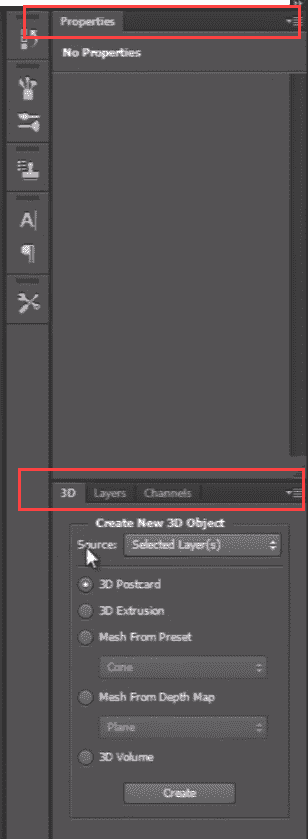 Properties
No Properties
A
3D Layers Channels
Create New 3D Object
Source: Selected Layer(s)
3D Postcard
3D Extrusion
Mesh From Preset
Cone
Mesh From Depth Map
Plane
3D Volume
Create